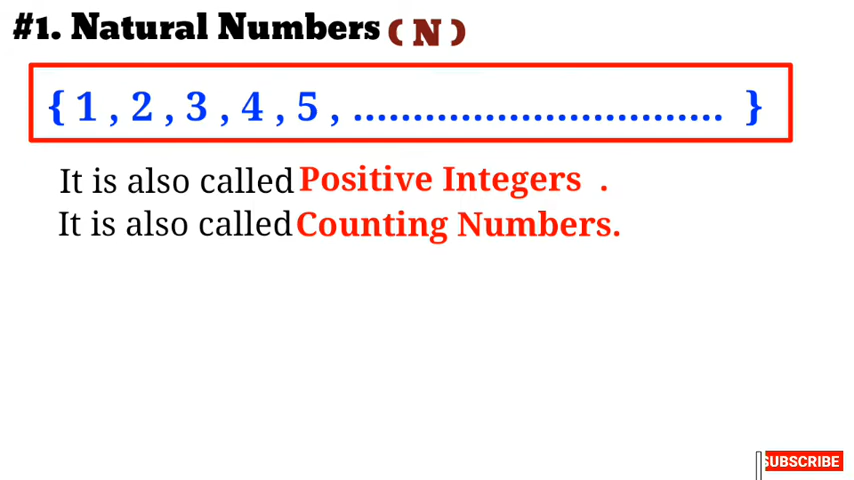 #1. Natural Numbers ( N )
{ 1 , 2 , 3 , 4 , 5 , ............................... }
It is also called Positive Integers .
It is also called Counting Numbers.
SUBSCRIBE